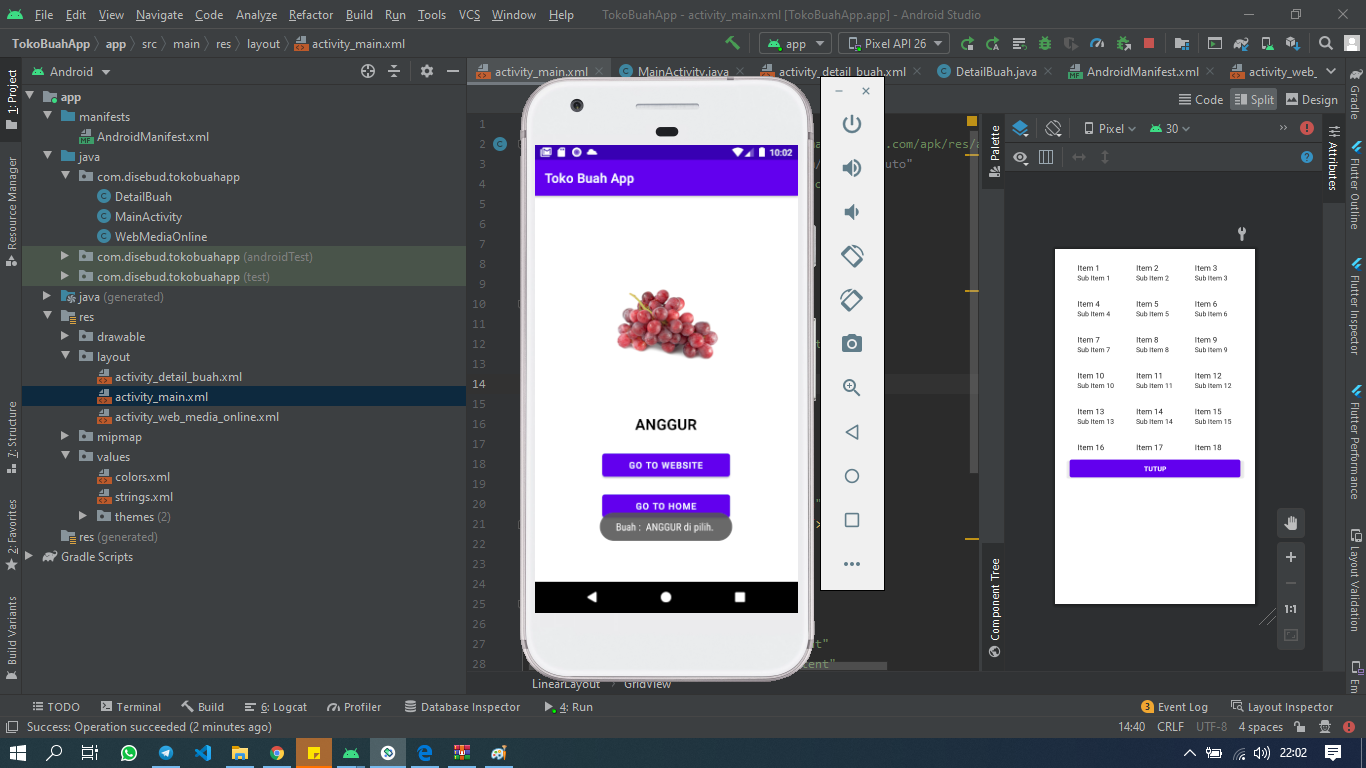 File Edit View Navigate Code Analyze Refactor Build Run Tools VCS Window Help TokoBuahApp - activity_main.xml [TokoBuahApp.app] - Android Studio
TokoBuahApp app src main res layout activity_main.xml app Pixel API 26
Android
activity_main.xml MainActivity.java activity_detail_buah.xml DetailBuah.java AndroidManifest.xml activity_web_
Code Split Design
Pixel 30
1: Project
Resource Manager
7: Structure
2: Favorites
Build Variants
app
manifests
AndroidManifest.xml
java
com.disebud.tokobuahapp
DetailBuah
MainActivity
WebMediaOnline
com.disebud.tokobuahapp (androidTest)
com.disebud.tokobuahapp (test)
java (generated)
res
drawable
layout
activity_detail_buah.xml
activity_main.xml
activity_web_media_online.xml
mipmap
values
colors.xml
strings.xml
themes (2)
res (generated)
Gradle Scripts
1
2
3
4
5
6
7
8
9
10
11
12
13
14
15
16
17
18
19
20
21
22
23
24
25
26
27
28
.com/apk/res/a
uto"
t"
tent"
LinearLayout GridView
10:02
Toko Buah App
ANGGUR
GO TO WEBSITE
GO TO HOME
Buah : ANGGUR di pilih.
Palette
Component Tree
Item 1 Item 2 Item 3
Sub Item 1 Sub Item 2 Sub Item 3
Item 4 Item 5 Item 6
Sub Item 4 Sub Item 5 Sub Item 6
Item 7 Item 8 Item 9
Sub Item 7 Sub Item 8 Sub Item 9
Item 10 Item 11 Item 12
Sub Item 10 Sub Item 11 Sub Item 12
Item 13 Item 14 Item 15
Sub Item 13 Sub Item 14 Sub Item 15
Item 16 Item 17 Item 18
TUTUP
1:1
Attributes
Gradle
Flutter Outline
Flutter Inspector
Flutter Performance
Layout Validation
Em
TODO Terminal Build 6: Logcat Profiler Database Inspector 4: Run 3 Event Log Layout Inspector
Success: Operation succeeded (2 minutes ago) 14:40 CRLF UTF-8 4 spaces
22:02